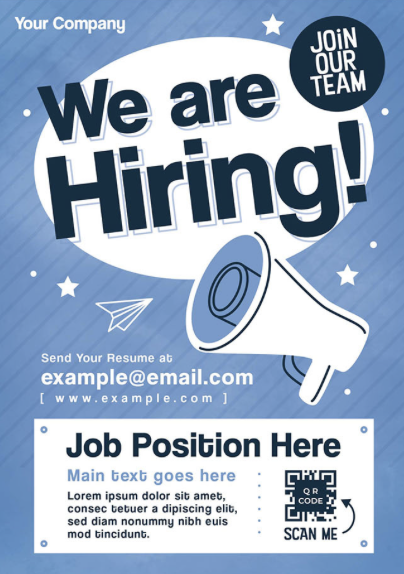 Your Company
JOIN
OUR
TEAM
We are
Hiring!
Send Your Resume at
example@email.com
[ www.example.com ]
Job Position Here
Main text goes here
Lorem ipsum dolor sit amet,
consec tetuer a dipiscing elit,
sed diam nonummy nibh euis
mod tincidunt.
QR
CODE
SCAN ME